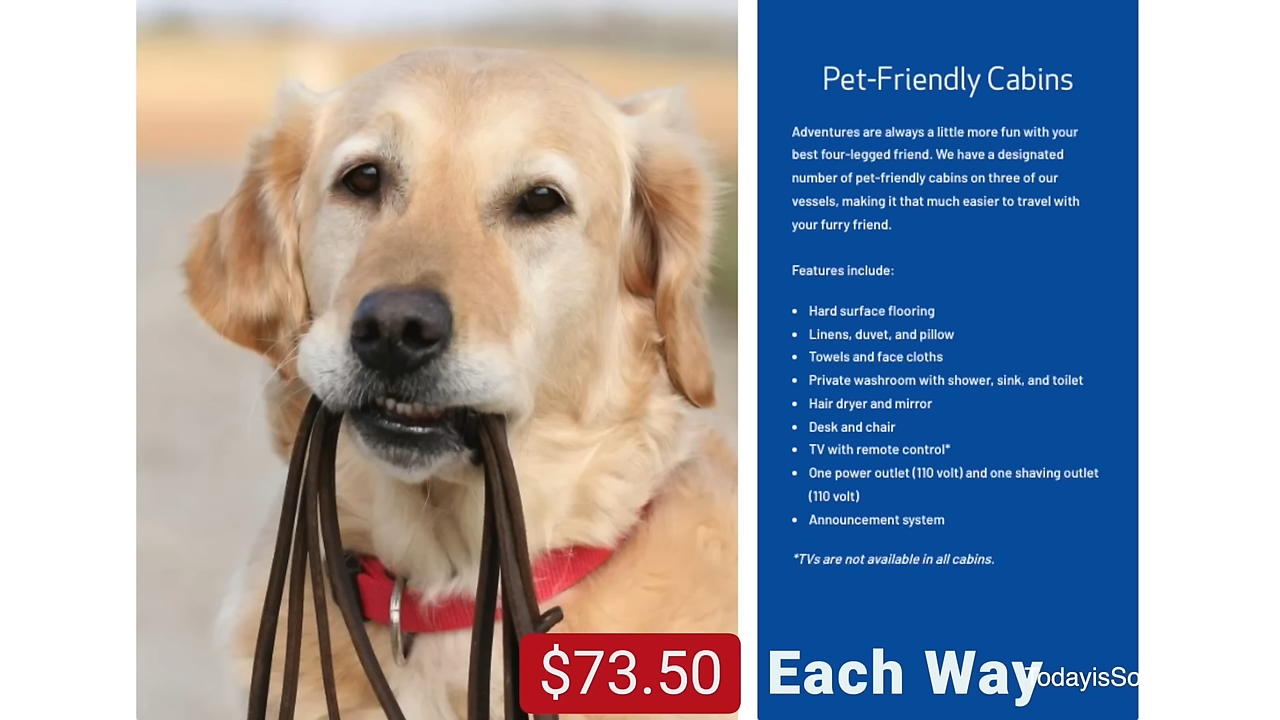 Pet-Friendly Cabins
Adventures are always a little more fun with your
best four-legged friend. We have a designated
number of pet-friendly cabins on three of our
vessels, making it that much easier to travel with
your furry friend.
Features include:
• Hard surface flooring
• Linens, duvet, and pillow
• Towels and face cloths
• Private washroom with shower, sink, and toilet
• Hair dryer and mirror
• Desk and chair
• TV with remote control*
• One power outlet (110 volt) and one shaving outlet
(110 volt)
• Announcement system
*TVs are not available in all cabins.
$73.50 Each Way